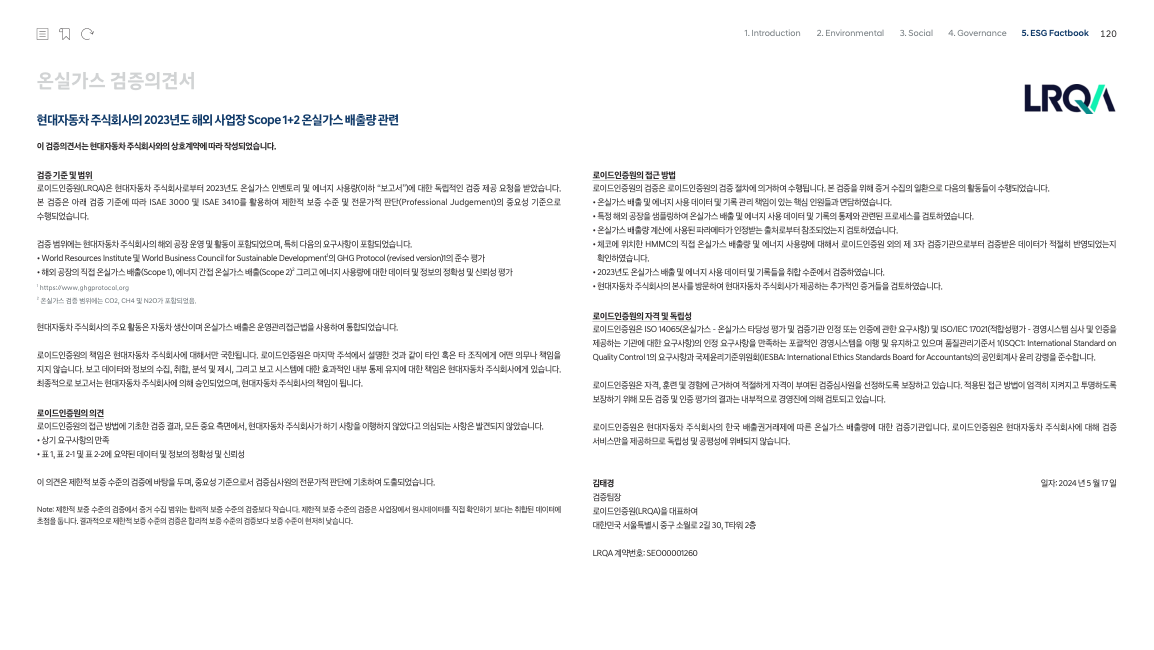 1. Introduction 2. Environmental 3. Social 4. Governance 5. ESG Factbook 120
온실가스 검증의견서
LRQA
현대자동차 주식회사의 2023년도 해외 사업장 Scope 1+2 온실가스 배출량 관련
이 검증의견서는 현대자동차 주식회사와의 상호계약에 따라 작성되었습니다.
검증 기준 및 범위
로이드인증원(LRQA)은 현대자동차 주식회사로부터 2023년도 온실가스 인벤토리 및 에너지 사용량(이하 “보고서”)에 대한 독립적인 검증 제공 요청을 받았습니다.
본 검증은 아래 검증 기준에 따라 ISAE 3000 및 ISAE 3410를 활용하여 제한적 보증 수준 및 전문가적 판단(Professional Judgement)의 중요성 기준으로
수행되었습니다.
검증 범위에는 현대자동차 주식회사의 해외 공장 운영 및 활동이 포함되었으며, 특히 다음의 요구사항이 포함되었습니다.
• World Resources Institute 및 World Business Council for Sustainable Development¹의 GHG Protocol (revised version)1의 준수 평가
• 해외 공장의 직접 온실가스 배출(Scope 1), 에너지 간접 온실가스 배출(Scope 2)² 그리고 에너지 사용량에 대한 데이터 및 정보의 정확성 및 신뢰성 평가
¹ https://www.ghgprotocol.org
² 온실가스 검증 범위에는 CO2, CH4 및 N2O가 포함되었음.
현대자동차 주식회사의 주요 활동은 자동차 생산이며 온실가스 배출은 운영관리접근법을 사용하여 통합되었습니다.
로이드인증원의 책임은 현대자동차 주식회사에 대해서만 국한됩니다. 로이드인증원은 마지막 주석에서 설명한 것과 같이 타인 혹은 타 조직에게 어떤 의무나 책임을
지지 않습니다. 보고 데이터와 정보의 수집, 취합, 분석 및 제시, 그리고 보고 시스템에 대한 효과적인 내부 통제 유지에 대한 책임은 현대자동차 주식회사에게 있습니다.
최종적으로 보고서는 현대자동차 주식회사에 의해 승인되었으며, 현대자동차 주식회사의 책임이 됩니다.
로이드인증원의 의견
로이드인증원의 접근 방법에 기초한 검증 결과, 모든 중요 측면에서, 현대자동차 주식회사가 하기 사항을 이행하지 않았다고 의심되는 사항은 발견되지 않았습니다.
• 상기 요구사항의 만족
• 표 1, 표 2-1 및 표 2-2에 요약된 데이터 및 정보의 정확성 및 신뢰성
이 의견은 제한적 보증 수준의 검증에 바탕을 두며, 중요성 기준으로서 검증심사원의 전문가적 판단에 기초하여 도출되었습니다.
Note: 제한적 보증 수준의 검증에서 증거 수집 범위는 합리적 보증 수준의 검증보다 작습니다. 제한적 보증 수준의 검증은 사업장에서 원시데이터를 직접 확인하기 보다는 취합된 데이터에
초점을 둡니다. 결과적으로 제한적 보증 수준의 검증은 합리적 보증 수준의 검증보다 보증 수준이 현저히 낮습니다.
로이드인증원의 접근 방법
로이드인증원의 검증은 로이드인증원의 검증 절차에 의거하여 수행됩니다. 본 검증을 위해 증거 수집의 일환으로 다음의 활동들이 수행되었습니다.
• 온실가스 배출 및 에너지 사용 데이터 및 기록 관리 책임이 있는 핵심 인원들과 면담하였습니다.
• 특정 해외 공장을 샘플링하여 온실가스 배출 및 에너지 사용 데이터 및 기록의 통제와 관련된 프로세스를 검토하였습니다.
• 온실가스 배출량 계산에 사용된 파라메타가 인정받는 출처로부터 참조되었는지 검토하였습니다.
• 체코에 위치한 HMMC의 직접 온실가스 배출량 및 에너지 사용량에 대해서 로이드인증원 외의 제 3자 검증기관으로부터 검증받은 데이터가 적절히 반영되었는지
확인하였습니다.
• 2023년도 온실가스 배출 및 에너지 사용 데이터 및 기록들을 취합 수준에서 검증하였습니다.
• 현대자동차 주식회사의 본사를 방문하여 현대자동차 주식회사가 제공하는 추가적인 증거들을 검토하였습니다.
로이드인증원의 자격 및 독립성
로이드인증원은 ISO 14065(온실가스 - 온실가스 타당성 평가 및 검증기관 인정 또는 인증에 관한 요구사항) 및 ISO/IEC 17021(적합성평가 - 경영시스템 심사 및 인증을
제공하는 기관에 대한 요구사항)의 인정 요구사항을 만족하는 포괄적인 경영시스템을 이행 및 유지하고 있으며 품질관리기준서 1(ISQC1: International Standard on
Quality Control 1)의 요구사항과 국제윤리기준위원회(IESBA: International Ethics Standards Board for Accountants)의 공인회계사 윤리 강령을 준수합니다.
로이드인증원은 자격, 훈련 및 경험에 근거하여 적절하게 자격이 부여된 검증심사원을 선정하도록 보장하고 있습니다. 적용된 접근 방법이 엄격히 지켜지고 투명하도록
보장하기 위해 모든 검증 및 인증 평가의 결과는 내부적으로 경영진에 의해 검토되고 있습니다.
로이드인증원은 현대자동차 주식회사의 한국 배출권거래제에 따른 온실가스 배출량에 대한 검증기관입니다. 로이드인증원은 현대자동차 주식회사에 대해 검증
서비스만을 제공하므로 독립성 및 공평성에 위배되지 않습니다.
김태경 일자: 2024 년 5 월 17 일
검증팀장
로이드인증원(LRQA)을 대표하여
대한민국 서울특별시 중구 소월로 2길 30, T타워 2층
LRQA 계약번호: SEO00001260